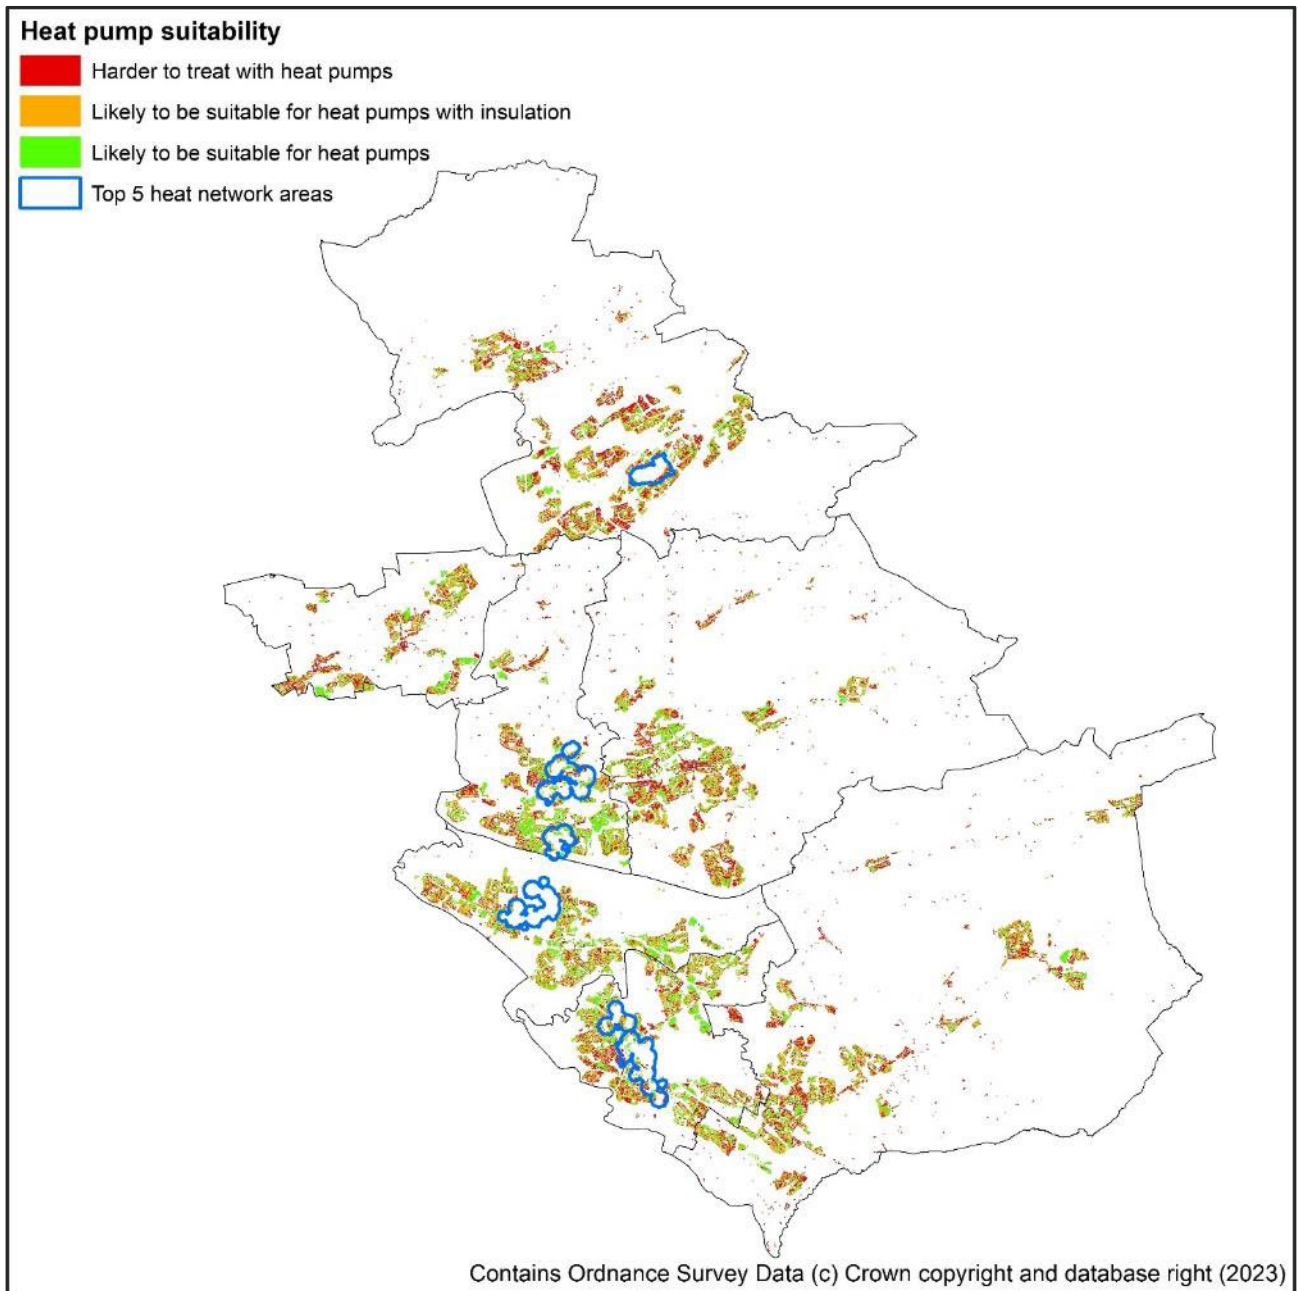 Heat pump suitability
Harder to treat with heat pumps
Likely to be suitable for heat pumps with insulation
Likely to be suitable for heat pumps
Top 5 heat network areas
Contains Ordnance Survey Data (c) Crown copyright and database right (2023)